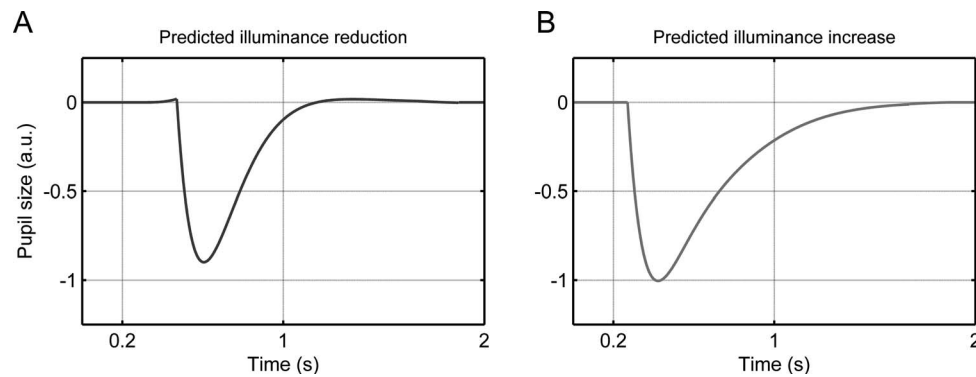 A
Predicted illuminance reduction
Pupil size (a.u.)
0
-0.5
-1
0.2
1
2
Time (s)
B
Predicted illuminance increase
0
-0.5
-1
0.2
1
2
Time (s)